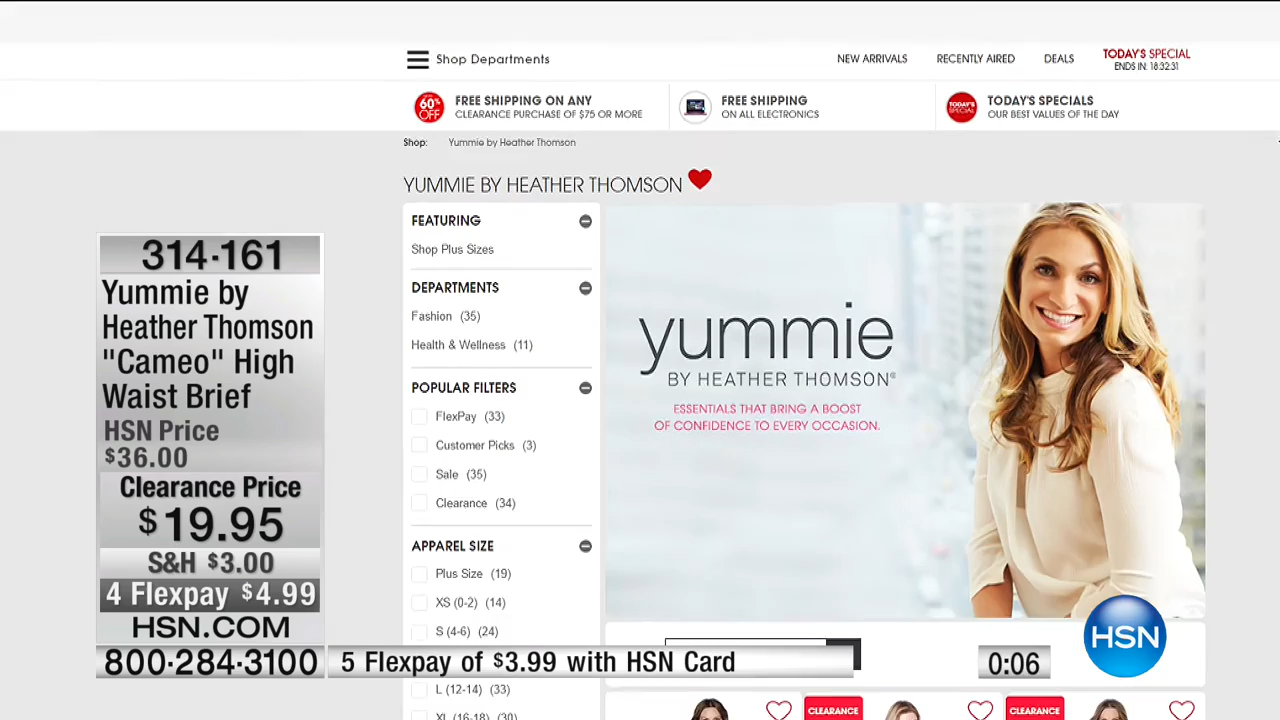 Shop Departments
NEW ARRIVALS
RECENTLY AIRED
DEALS
TODAY'S SPECIAL
ENDS IN: 18:32:31
60% OFF
FREE SHIPPING ON ANY
CLEARANCE PURCHASE OF $75 OR MORE
FREE SHIPPING
ON ALL ELECTRONICS
TODAY'S SPECIAL
TODAY'S SPECIALS
OUR BEST VALUES OF THE DAY
Shop: Yummie by Heather Thomson
YUMMIE BY HEATHER THOMSON
FEATURING
Shop Plus Sizes
DEPARTMENTS
Fashion (35)
Health & Wellness (11)
POPULAR FILTERS
FlexPay (33)
Customer Picks (3)
Sale (35)
Clearance (34)
APPAREL SIZE
Plus Size (19)
XS (0-2) (14)
S (4-6) (24)
L (12-14) (33)
XL (16-18) (30)
yummie
BY HEATHER THOMSON®
ESSENTIALS THAT BRING A BOOST
OF CONFIDENCE TO EVERY OCCASION.
314·161
Yummie by
Heather Thomson
"Cameo" High
Waist Brief
HSN Price
$36.00
Clearance Price
$19.95
S&H $3.00
4 Flexpay $4.99
HSN.COM
800·284·3100
5 Flexpay of $3.99 with HSN Card
0:06
HSN
CLEARANCE
CLEARANCE